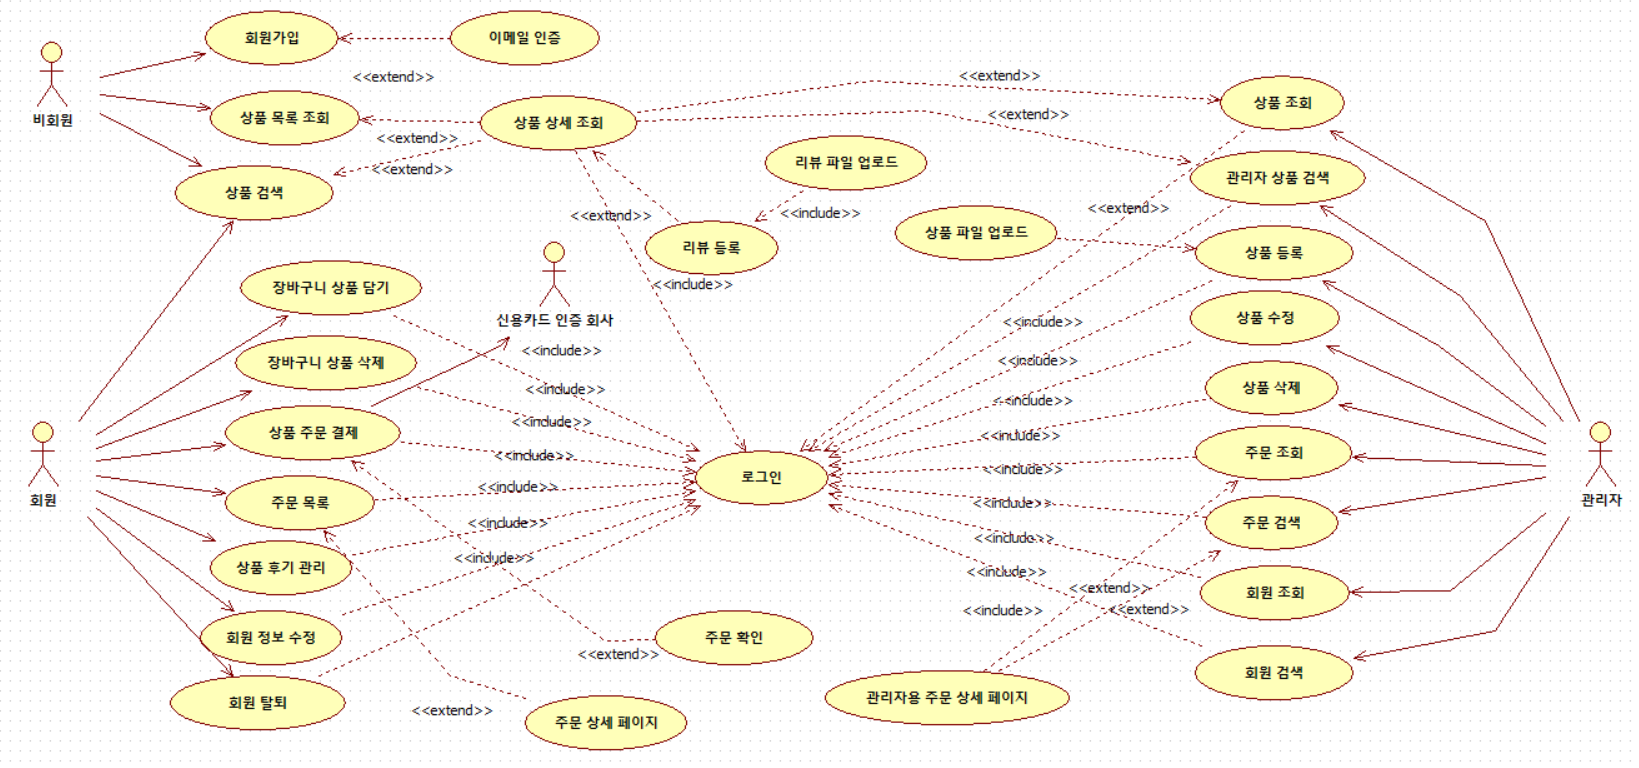 회원가입
이메일 인증
<<extend>>
<<extend>>
상품 조회
비회원
상품 목록 조회
상품 상세 조회
<<extend>>
<<extend>>
<<extend>>
리뷰 파일 업로드
관리자 상품 검색
상품 검색
<<extend>>
<<include>>
<<extend>>
상품 파일 업로드
리뷰 등록
상품 등록
장바구니 상품 담기
<<include>>
신용카드 인증 회사
<<include>>
상품 수정
<<include>>
장바구니 상품 삭제
<<include>>
<<include>>
상품 삭제
<<include>>
<<include>>
상품 주문 결제
<<include>>
주문 조회
<<include>>
<<include>>
로그인
<<include>>
회원
관리자
주문 목록
<<include>>
<<include>>
주문 검색
<<include>>
<<include>>
상품 후기 관리
<<include>>
<<extend>>
회원 조회
<<include>>
<<extend>>
회원 정보 수정
주문 확인
<<extend>>
회원 검색
회원 탈퇴
관리자용 주문 상세 페이지
<<extend>>
주문 상세 페이지